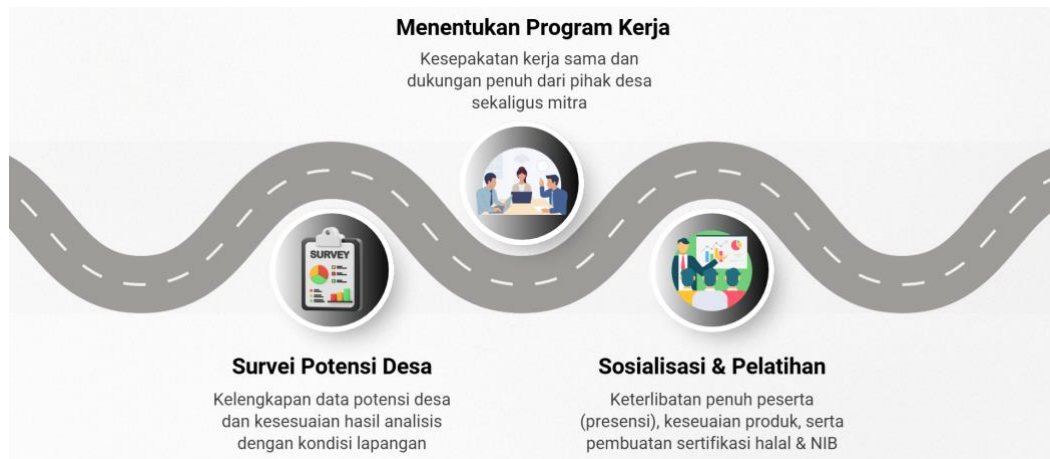 Menentukan Program Kerja
Kesepakatan kerja sama dan
dukungan penuh dari pihak desa
sekaligus mitra
SURVEY
Survei Potensi Desa
Kelengkapan data potensi desa
dan kesesuaian hasil analisis
dengan kondisi lapangan
Sosialisasi & Pelatihan
Keterlibatan penuh peserta
(presensi), keseuaian produk, serta
pembuatan sertifikasi halal & NIB